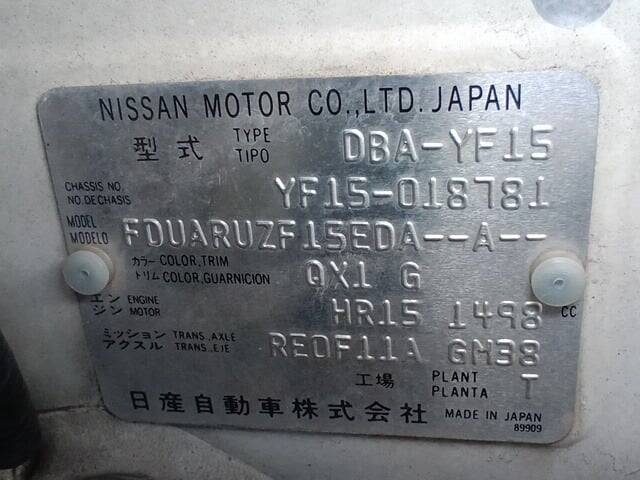 NISSAN MOTOR CO.,LTD. JAPAN
型式 TYPE TIPO DBA-YF15
CHASSIS NO. NO.DECHASIS YF15-018781
MODEL MODELO FDUARUZF15EDA--A--
カラー COLOR,TRIM
トリム COLOR,GUARNICION QX1 G
エンジン ENGINE MOTOR HR15 1498 CC
ミッション TRANS.,AXLE
アクスル TRANS.,EJE RE0F11A GM38
工場 PLANT PLANTA T
日産自動車株式会社 MADE IN JAPAN
89909